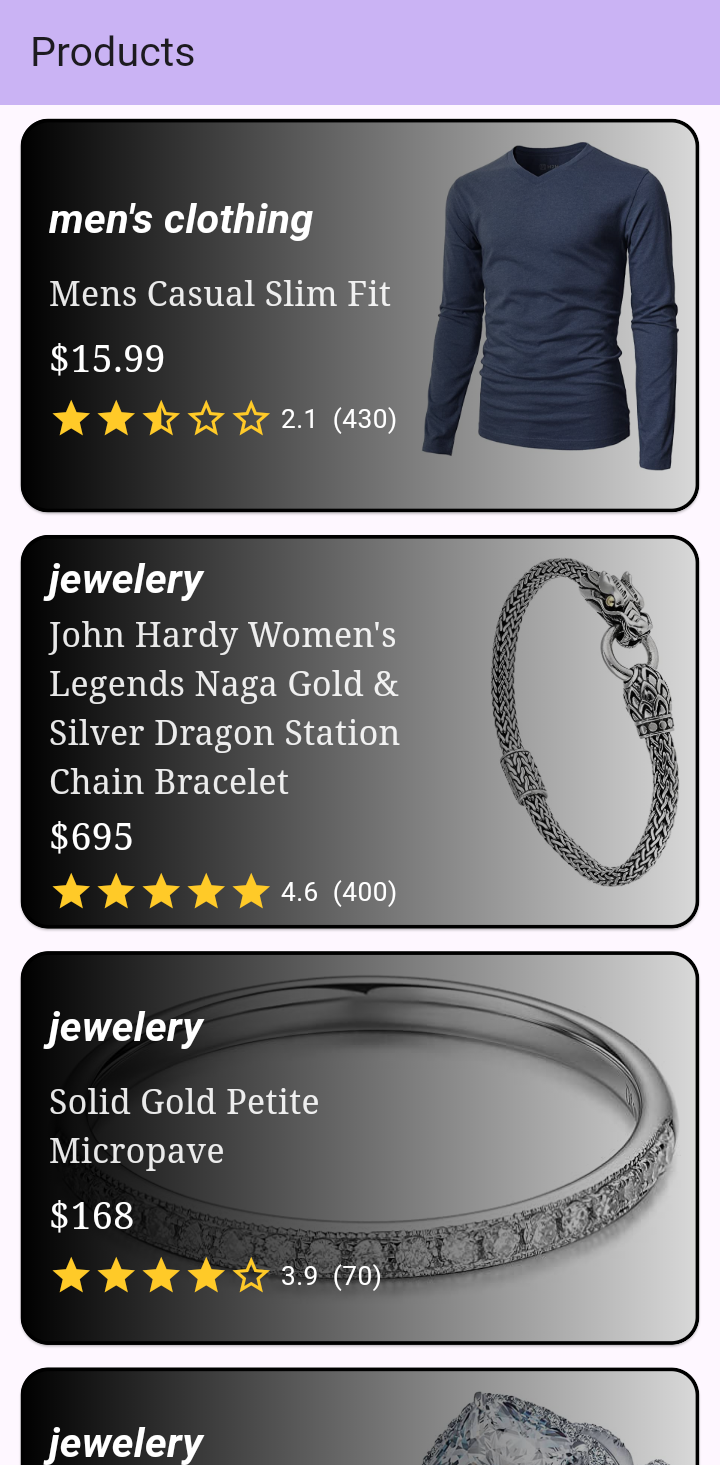 Products
men's clothing
Mens Casual Slim Fit
$15.99
2.1 (430)
jewelery
John Hardy Women's
Legends Naga Gold &
Silver Dragon Station
Chain Bracelet
$695
4.6 (400)
jewelery
Solid Gold Petite
Micropave
$168
3.9 (70)
jewelery